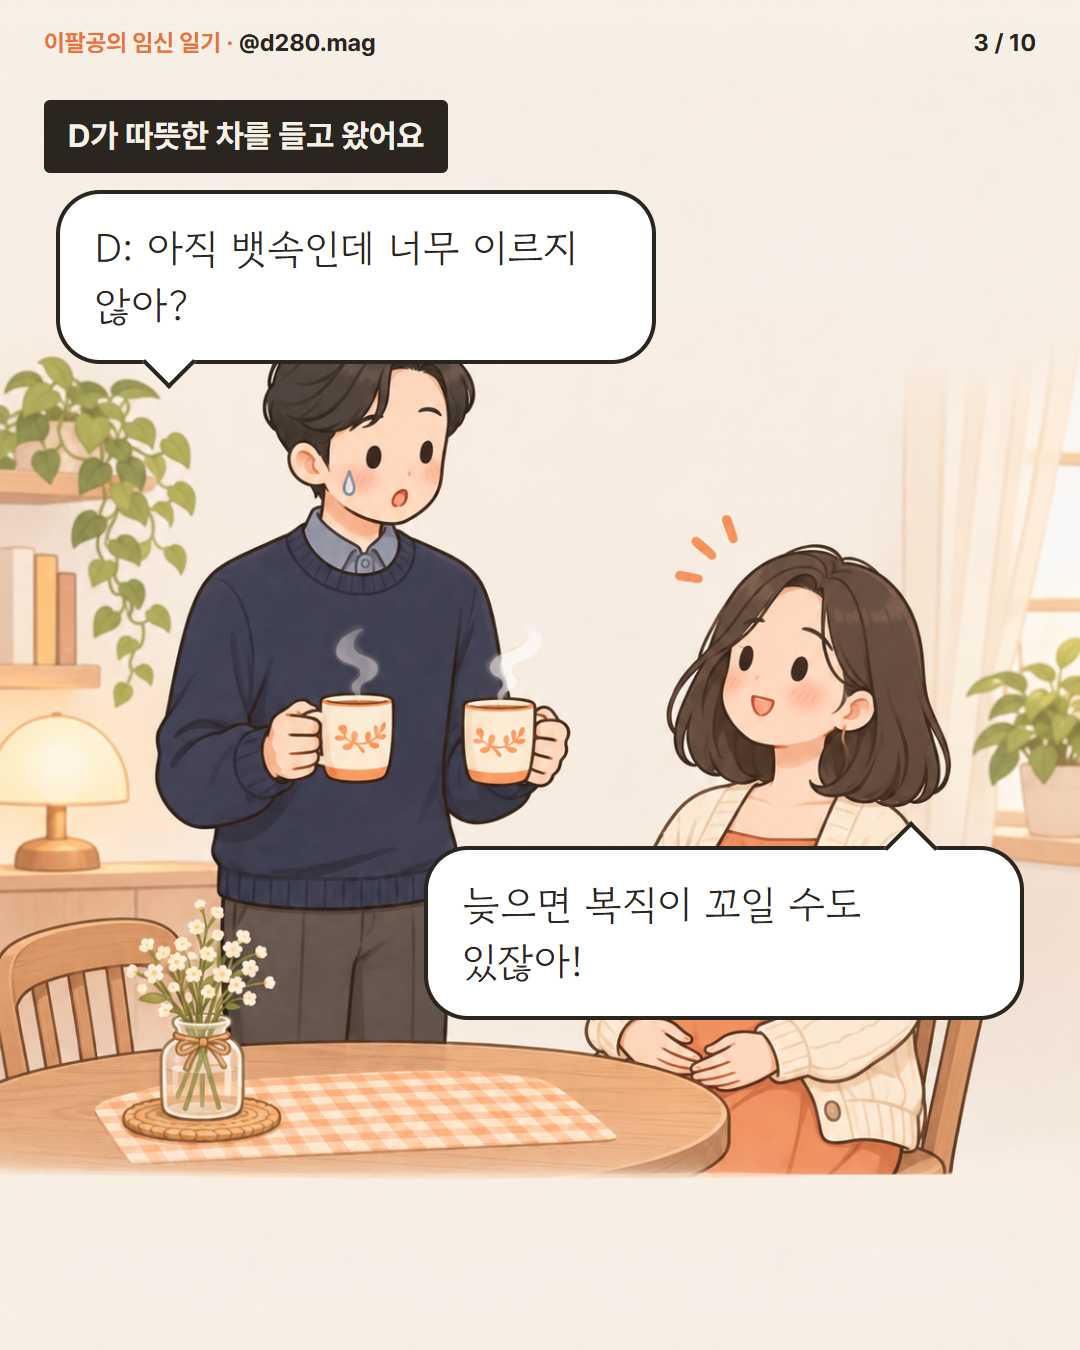 이팔공의 임신 일기 · @d280.mag
3 / 10
D가 따뜻한 차를 들고 왔어요
D: 아직 뱃속인데 너무 이르지
않아?
늦으면 복직이 꼬일 수도
있잖아!